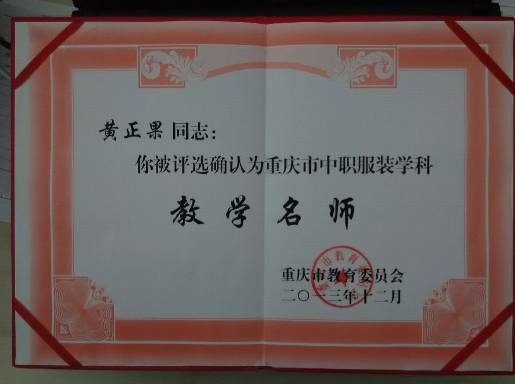 黄正果 同志：
你被评选确认为重庆市中职服装学科
教学名师
重庆市教育委员会
二〇一三年十二月